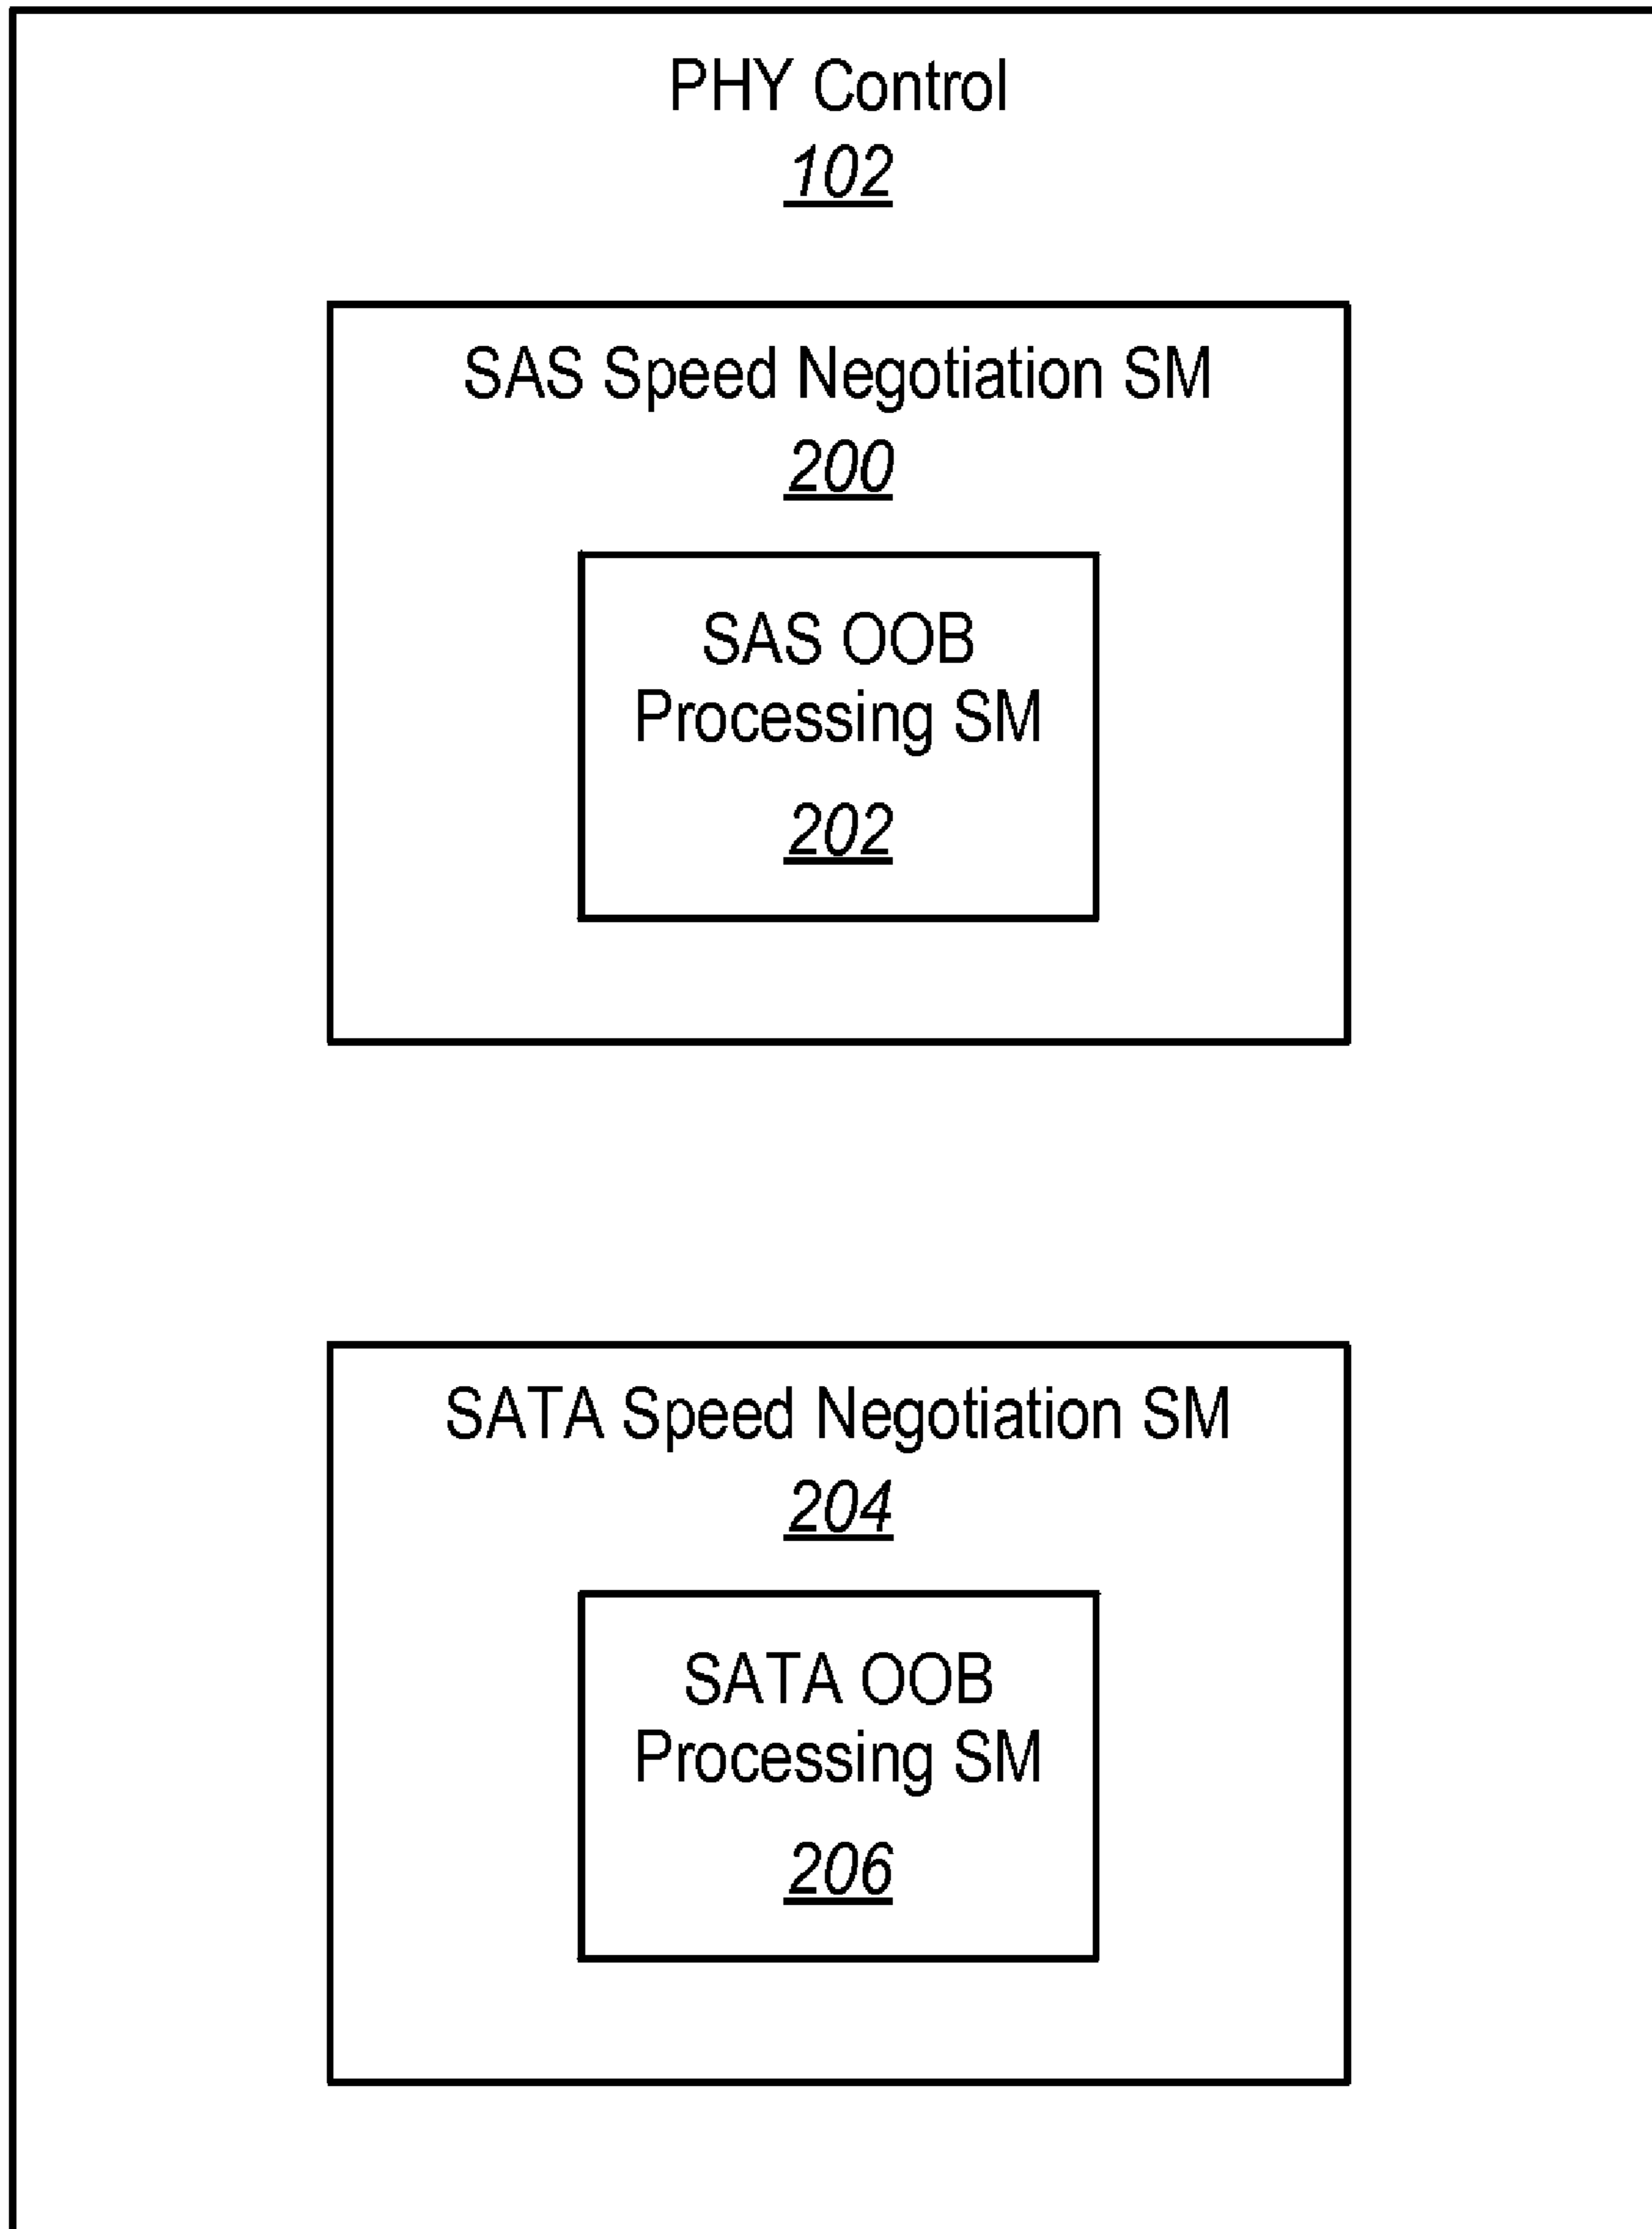 PHY Control
102
SAS Speed Negotiation SM
200
SAS OOB
Processing SM
202
SATA Speed Negotiation SM
204
SATA OOB
Processing SM
206